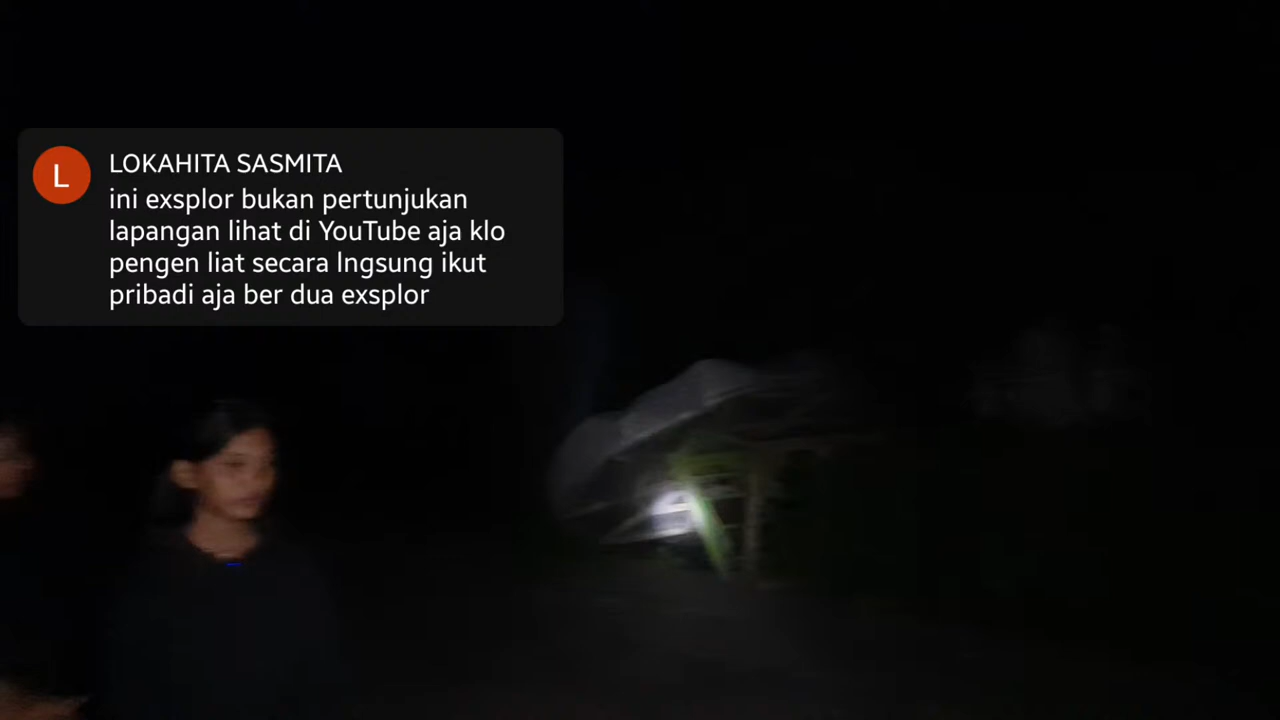 L
LOKAHITA SASMITA
ini exsplor bukan pertunjukan
lapangan lihat di YouTube aja klo
pengen liat secara lngsung ikut
pribadi aja ber dua exsplor